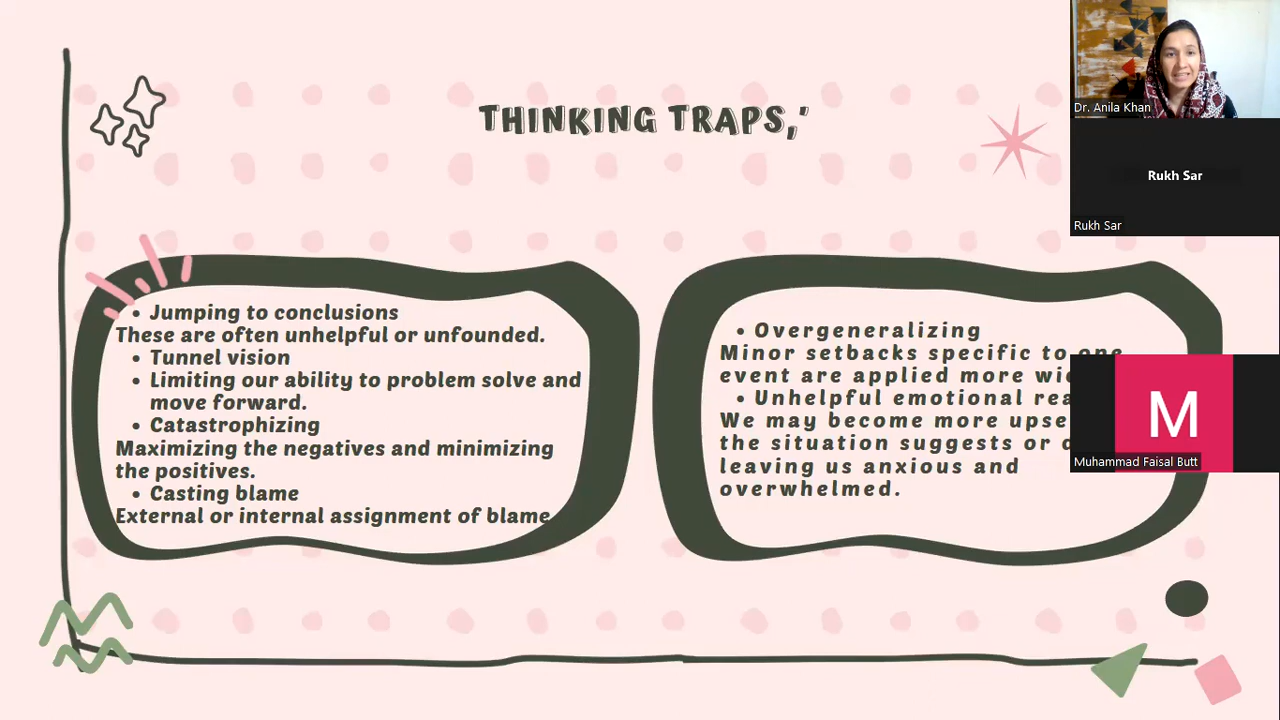 THINKING TRAPS,'
• Jumping to conclusions
These are often unhelpful or unfounded.
• Tunnel vision
• Limiting our ability to problem solve and
move forward.
• Catastrophizing
Maximizing the negatives and minimizing
the positives.
• Casting blame
External or internal assignment of blame
• Overgeneralizing
Minor setbacks specific to one
event are applied more
• Unhelpful emotional
We may become more
the situation suggests or
leaving us anxious and
overwhelmed.
Dr. Anila Khan
Rukh Sar
Rukh Sar
M
Muhammad Faisal Butt